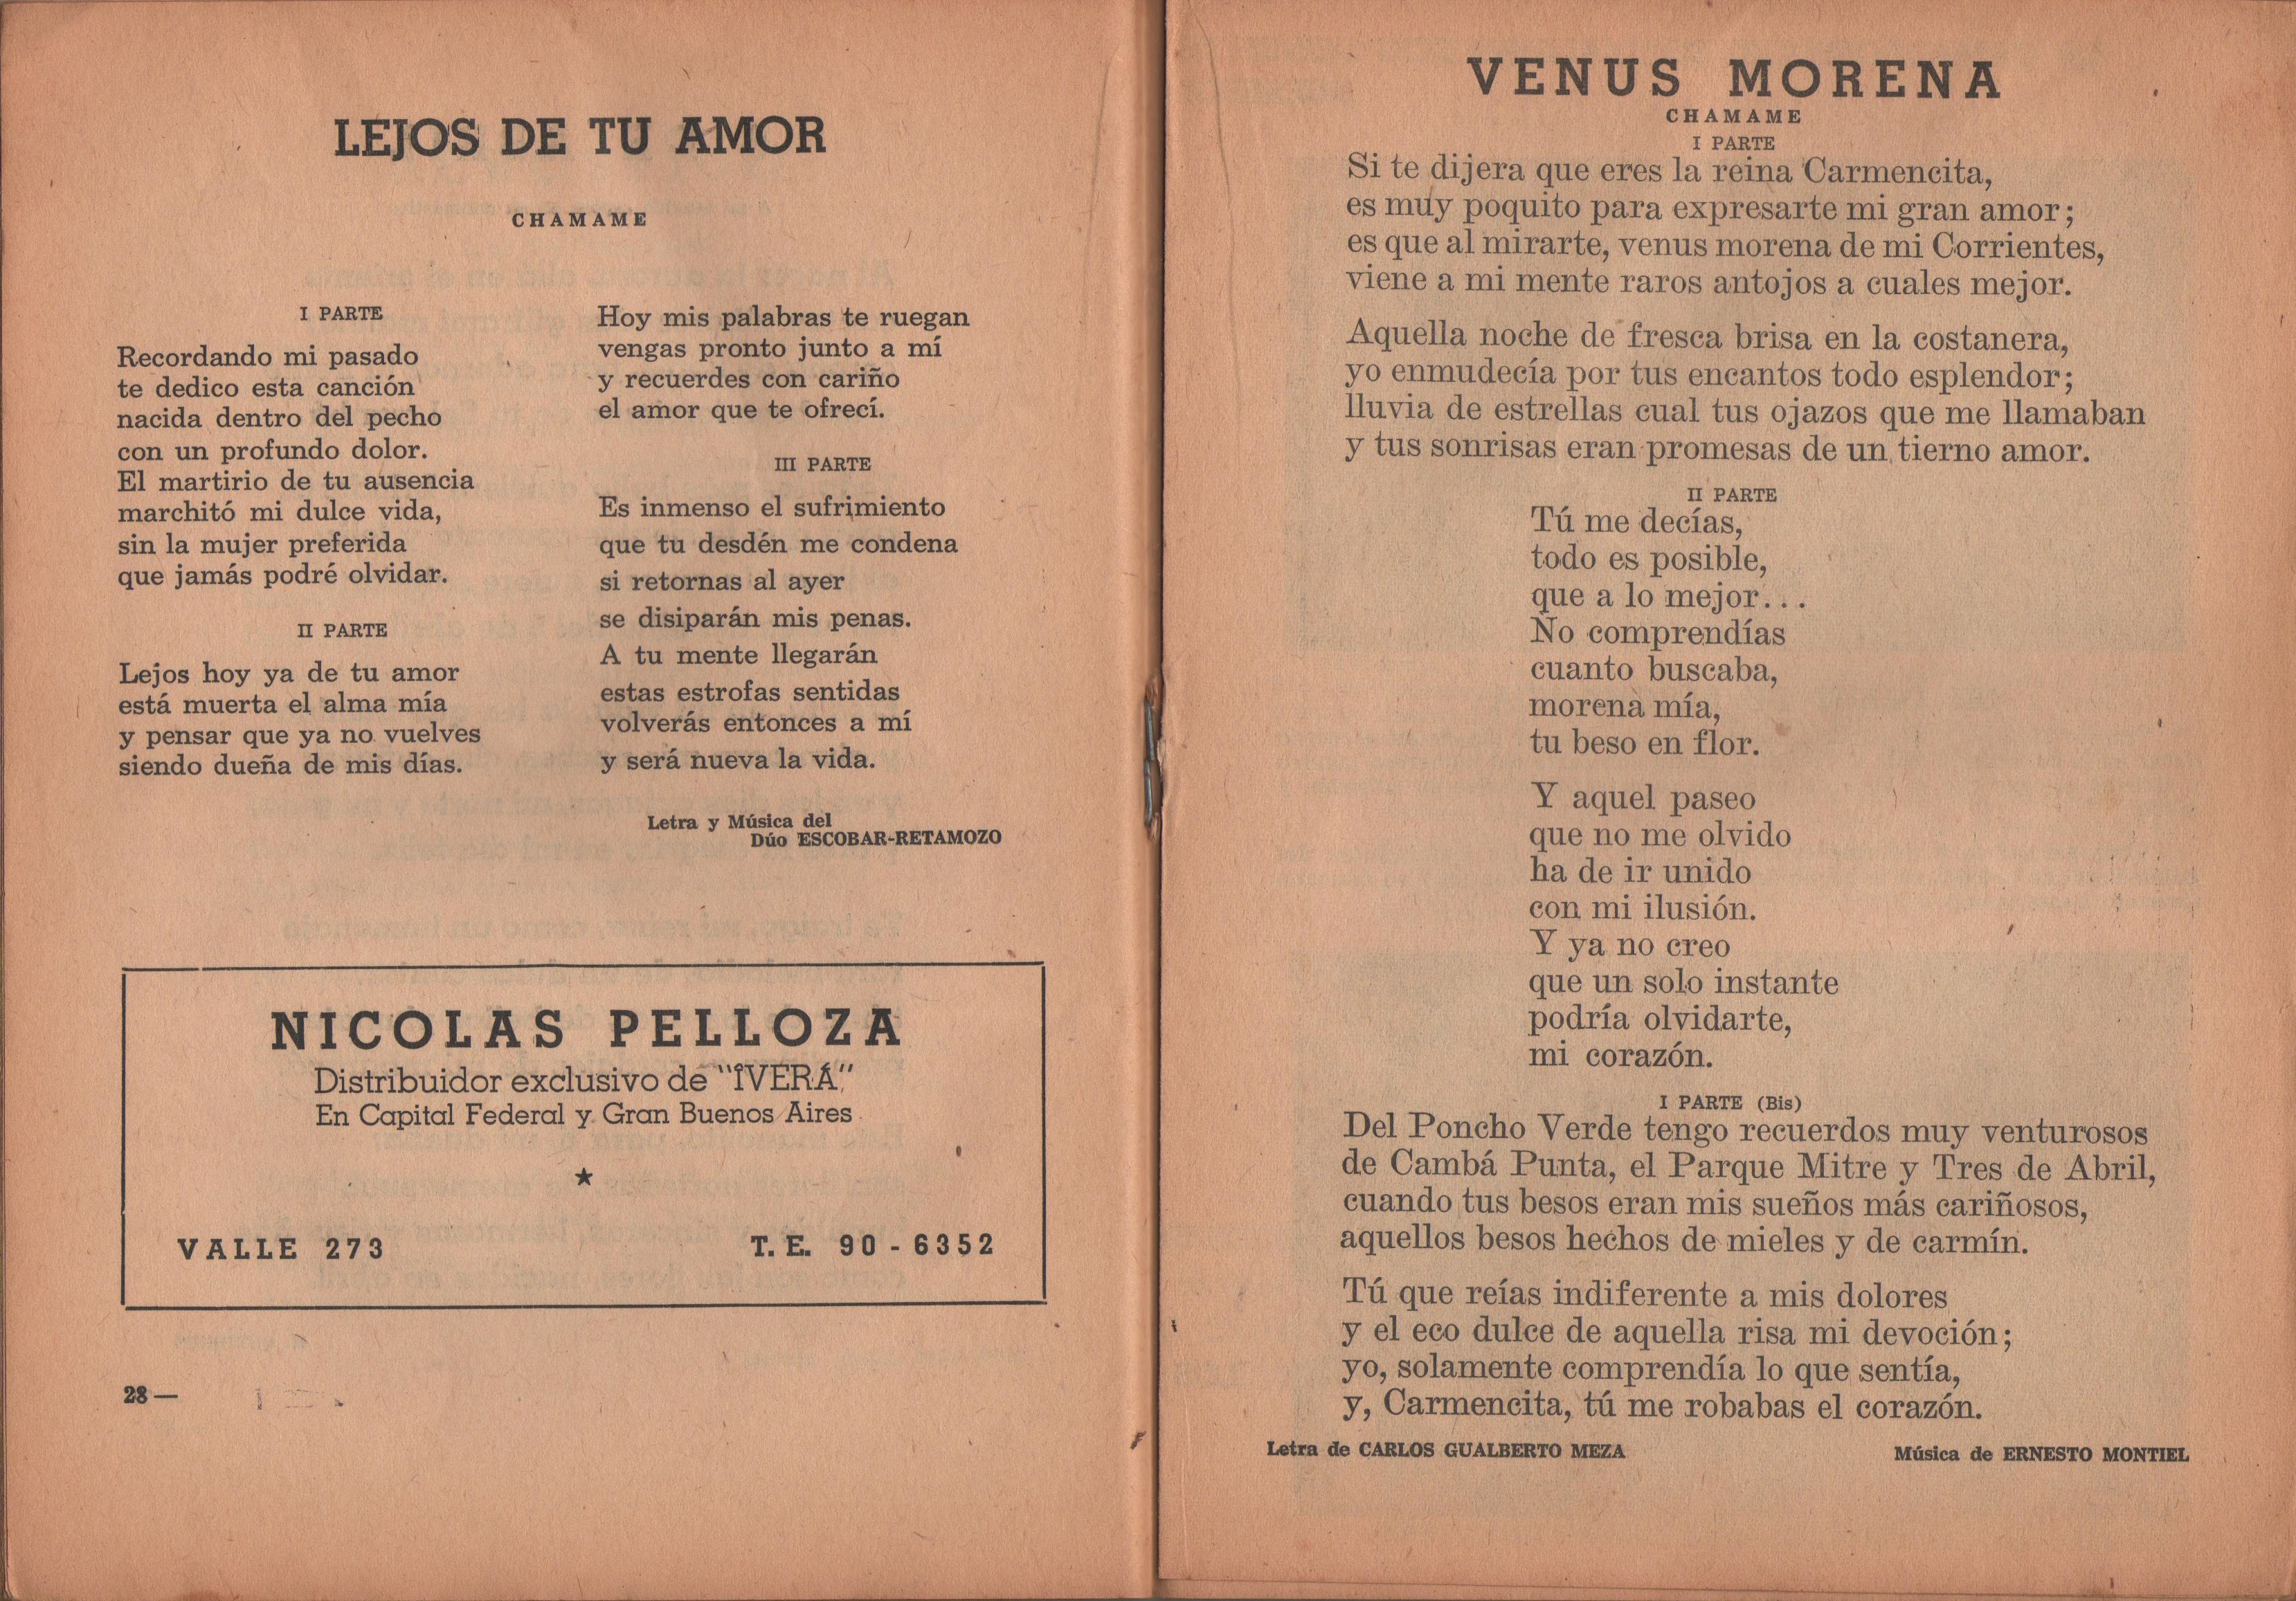 LEJOS DE TU AMOR
CHAMAME
I PARTE
Recordando mi pasado
te dedico esta canción
nacida dentro del pecho
con un profundo dolor.
El martirio de tu ausencia
marchitó mi dulce vida,
sin la mujer preferida
que jamás podré olvidar.
II PARTE
Lejos hoy ya de tu amor
está muerta el alma mía
y pensar que ya no vuelves
siendo dueña de mis días.
Hoy mis palabras te ruegan
vengas pronto junto a mí
y recuerdes con cariño
el amor que te ofrecí.
III PARTE
Es inmenso el sufrimiento
que tu desdén me condena
si retornas al ayer
se disiparán mis penas.
A tu mente llegarán
estas estrofas sentidas
volverás entonces a mí
y será nueva la vida.
Letra y Música del
Dúo ESCOBAR-RETAMOZO
NICOLAS PELLOZA
Distribuidor exclusivo de "IVERÁ"
En Capital Federal y Gran Buenos Aires
★
VALLE 273 T. E. 90 - 6352
28 —
VENUS MORENA
CHAMAME
I PARTE
Si te dijera que eres la reina Carmencita,
es muy poquito para expresarte mi gran amor;
es que al mirarte, venus morena de mi Corrientes,
viene a mi mente raros antojos a cuales mejor.
Aquella noche de fresca brisa en la costanera,
yo enmudecía por tus encantos todo esplendor;
lluvia de estrellas cual tus ojazos que me llamaban
y tus sonrisas eran promesas de un tierno amor.
II PARTE
Tú me decías,
todo es posible,
que a lo mejor...
No comprendías
cuanto buscaba,
morena mía,
tu beso en flor.
Y aquel paseo
que no me olvido
ha de ir unido
con mi ilusión.
Y ya no creo
que un solo instante
podría olvidarte,
mi corazón.
I PARTE (Bis)
Del Poncho Verde tengo recuerdos muy venturosos
de Cambá Punta, el Parque Mitre y Tres de Abril,
cuando tus besos eran mis sueños más cariñosos,
aquellos besos hechos de mieles y de carmín.
Tú que reías indiferente a mis dolores
y el eco dulce de aquella risa mi devoción;
yo, solamente comprendía lo que sentía,
y, Carmencita, tú me robabas el corazón.
Letra de CARLOS GUALBERTO MEZA Música de ERNESTO MONTIEL